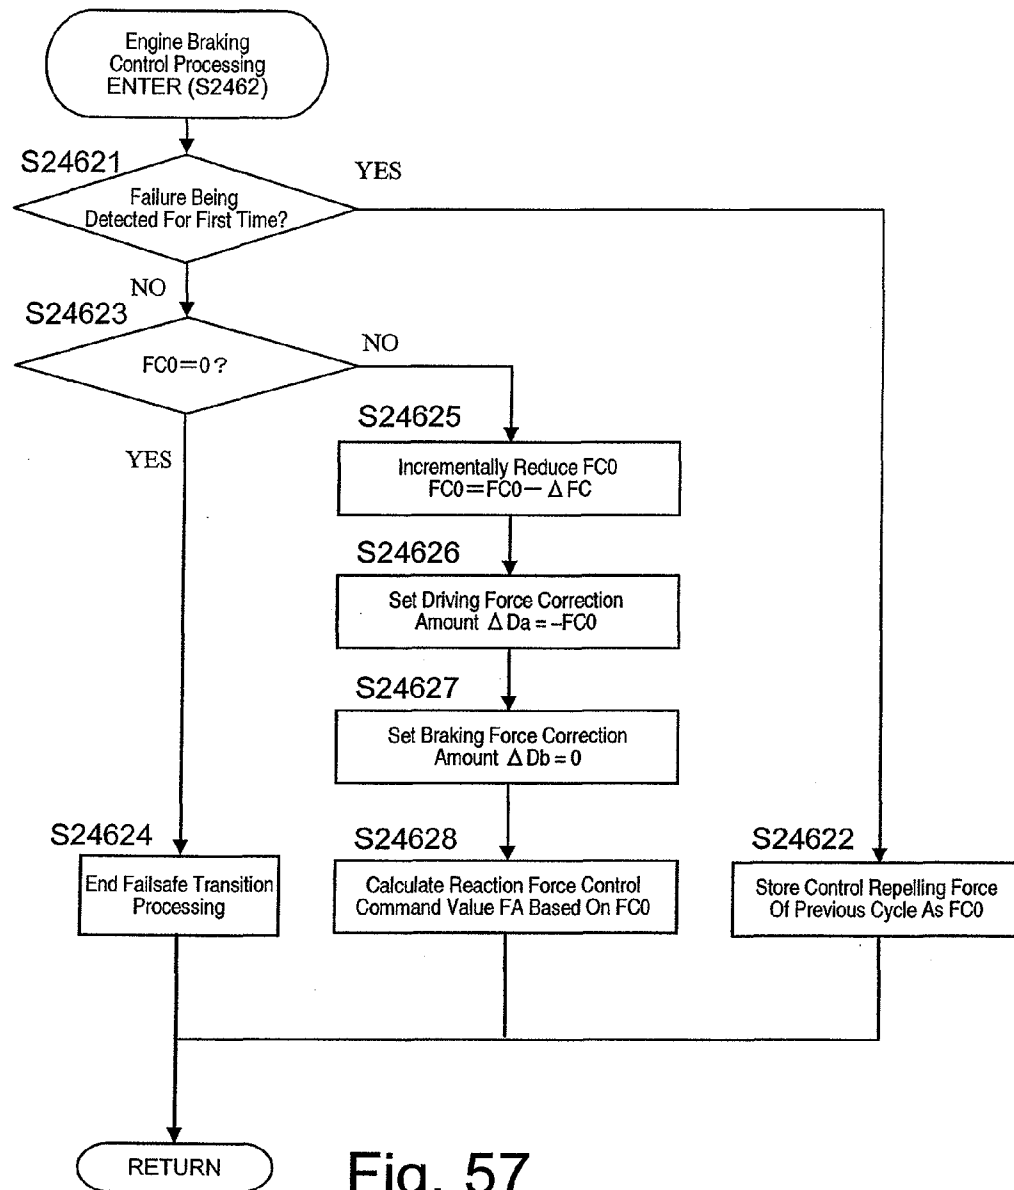 Engine Braking
Control Processing
ENTER (S2462)
S24621
YES
Failure Being
Detected For First Time?
NO
S24623
NO
FC0=0?
YES
S24625
Incrementally Reduce FC0
FC0=FC0－ΔFC
S24626
Set Driving Force Correction
Amount ΔDa = –FC0
S24627
Set Braking Force Correction
Amount ΔDb = 0
S24624
End Failsafe Transition
Processing
S24628
Calculate Reaction Force Control
Command Value FA Based On FC0
S24622
Store Control Repelling Force
Of Previous Cycle As FC0
RETURN
Fig. 57